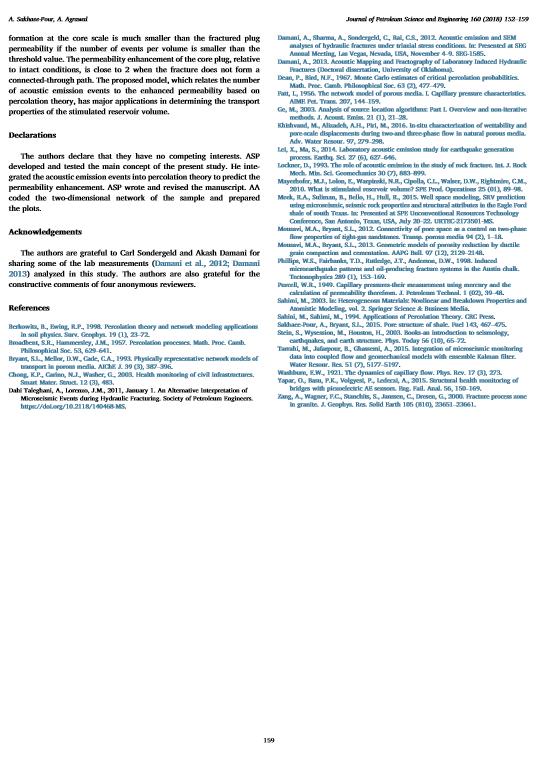 A. Sakhaee-Pour, A. Agrawal
Journal of Petroleum Science and Engineering 160 (2018) 152–159
formation at the core scale is much smaller than the fractured plug
permeability if the number of events per volume is smaller than the
threshold value. The permeability enhancement of the core plug, relative
to intact conditions, is close to 2 when the fracture does not form a
connected-through path. The proposed model, which relates the number
of acoustic emission events to the enhanced permeability based on
percolation theory, has major applications in determining the transport
properties of the stimulated reservoir volume.
Declarations
The authors declare that they have no competing interests. ASP
developed and tested the main concept of the present study. He inte-
grated the acoustic emission events into percolation theory to predict the
permeability enhancement. ASP wrote and revised the manuscript. AA
coded the two-dimensional network of the sample and prepared
the plots.
Acknowledgements
The authors are grateful to Carl Sondergeld and Akash Damani for
sharing some of the lab measurements (Damani et al., 2012; Damani
2013) analyzed in this study. The authors are also grateful for the
constructive comments of four anonymous reviewers.
References
Berkowitz, B., Ewing, R.P., 1998. Percolation theory and network modeling applications
in soil physics. Surv. Geophys. 19 (1), 23–72.
Broadbent, S.R., Hammersley, J.M., 1957. Percolation processes. Math. Proc. Camb.
Philosophical Soc. 53, 629–641.
Bryant, S.L., Mellor, D.W., Cade, C.A., 1993. Physically representative network models of
transport in porous media. AIChE J. 39 (3), 387–396.
Chong, K.P., Carino, N.J., Washer, G., 2003. Health monitoring of civil infrastructures.
Smart Mater. Struct. 12 (3), 483.
Dahi Taleghani, A., Lorenzo, J.M., 2011, January 1. An Alternative Interpretation of
Microseismic Events during Hydraulic Fracturing. Society of Petroleum Engineers.
https://doi.org/10.2118/140468-MS.
Damani, A., Sharma, A., Sondergeld, C., Rai, C.S., 2012. Acoustic emission and SEM
analyses of hydraulic fractures under triaxial stress conditions. In: Presented at SEG
Annual Meeting, Las Vegas, Nevada, USA, November 4–9. SEG-1585.
Damani, A., 2013. Acoustic Mapping and Fractography of Laboratory Induced Hydraulic
Fractures (Doctoral dissertation, University of Oklahoma).
Dean, P., Bird, N.F., 1967. Monte Carlo estimates of critical percolation probabilities.
Math. Proc. Camb. Philosophical Soc. 63 (2), 477–479.
Fatt, I., 1956. The network model of porous media. I. Capillary pressure characteristics.
AIME Pet. Trans. 207, 144–159.
Ge, M., 2003. Analysis of source location algorithms: Part I. Overview and non-iterative
methods. J. Acoust. Emiss. 21 (1), 21–28.
Khishvand, M., Alizadeh, A.H., Piri, M., 2016. In-situ characterization of wettability and
pore-scale displacements during two-and three-phase flow in natural porous media.
Adv. Water Resour. 97, 279–298.
Lei, X., Ma, S., 2014. Laboratory acoustic emission study for earthquake generation
process. Earthq. Sci. 27 (6), 627–646.
Lockner, D., 1993. The role of acoustic emission in the study of rock fracture. Int. J. Rock
Mech. Min. Sci. Geomechanics 30 (7), 883–899.
Mayerhofer, M.J., Lolon, E., Warpinski, N.R., Cipolla, C.L., Walser, D.W., Rightmire, C.M.,
2010. What is stimulated reservoir volume? SPE Prod. Operations 25 (01), 89–98.
Meek, R.A., Suliman, B., Bello, H., Hull, R., 2015. Well space modeling, SRV prediction
using microseismic, seismic rock properties and structural attributes in the Eagle Ford
shale of south Texas. In: Presented at SPE Unconventional Resources Technology
Conference, San Antonio, Texas, USA, July 20–22. URTEC-2173501-MS.
Mousavi, M.A., Bryant, S.L., 2012. Connectivity of pore space as a control on two-phase
flow properties of tight-gas sandstones. Transp. porous media 94 (2), 1–18.
Mousavi, M.A., Bryant, S.L., 2013. Geometric models of porosity reduction by ductile
grain compaction and cementation. AAPG Bull. 97 (12), 2129–2148.
Phillips, W.S., Fairbanks, T.D., Rutledge, J.T., Anderson, D.W., 1998. Induced
microearthquake patterns and oil-producing fracture systems in the Austin chalk.
Tectonophysics 289 (1), 153–169.
Purcell, W.R., 1949. Capillary pressures-their measurement using mercury and the
calculation of permeability therefrom. J. Petroleum Technol. 1 (02), 39–48.
Sahimi, M., 2003. in: Heterogeneous Materials: Nonlinear and Breakdown Properties and
Atomistic Modeling, vol. 2. Springer Science & Business Media.
Sahini, M., Sahimi, M., 1994. Applications of Percolation Theory. CRC Press.
Sakhaee-Pour, A., Bryant, S.L., 2015. Pore structure of shale. Fuel 143, 467–475.
Stein, S., Wysession, M., Houston, H., 2003. Books-an introduction to seismology,
earthquakes, and earth structure. Phys. Today 56 (10), 65–72.
Tarrahi, M., Jafarpour, B., Ghassemi, A., 2015. Integration of microseismic monitoring
data into coupled flow and geomechanical models with ensemble Kalman filter.
Water Resour. Res. 51 (7), 5177–5197.
Washburn, E.W., 1921. The dynamics of capillary flow. Phys. Rev. 17 (3), 273.
Yapar, O., Basu, P.K., Volgyesi, P., Ledeczi, A., 2015. Structural health monitoring of
bridges with piezoelectric AE sensors. Eng. Fail. Anal. 56, 150–169.
Zang, A., Wagner, F.C., Stanchits, S., Janssen, C., Dresen, G., 2000. Fracture process zone
in granite. J. Geophys. Res. Solid Earth 105 (B10), 23651–23661.
159